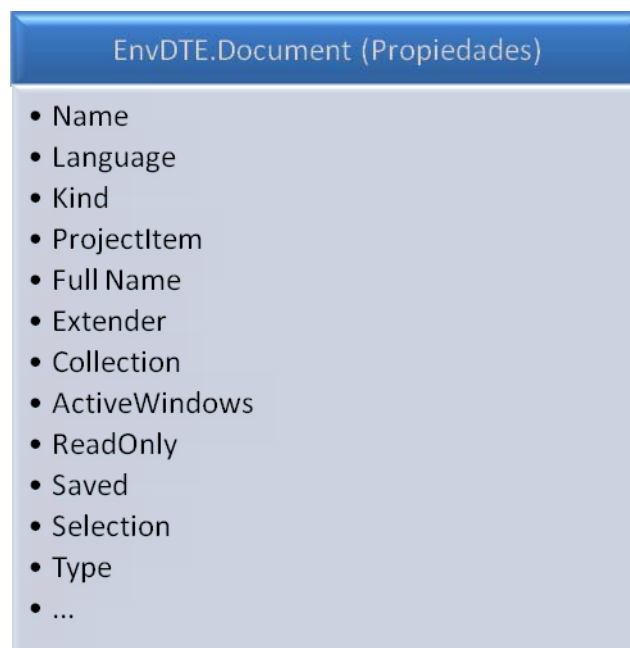 EnvDTE.Document (Propiedades)
• Name
• Language
• Kind
• ProjectItem
• Full Name
• Extender
• Collection
• ActiveWindows
• ReadOnly
• Saved
• Selection
• Type
• ...